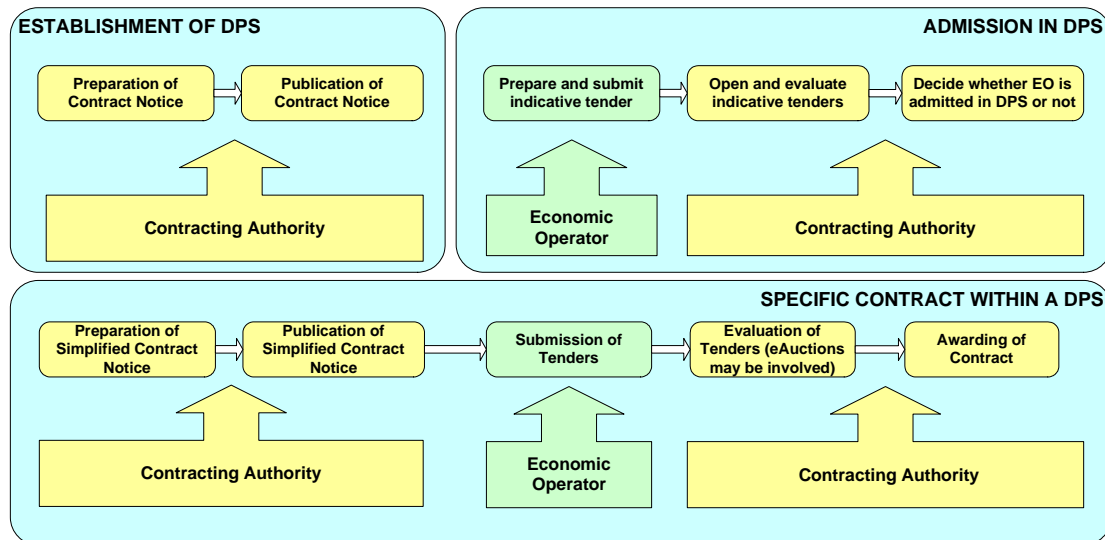 ESTABLISHMENT OF DPS
Preparation of
Contract Notice
Publication of
Contract Notice
Contracting Authority
ADMISSION IN DPS
Prepare and submit
indicative tender
Open and evaluate
indicative tenders
Decide whether EO is
admitted in DPS or not
Economic
Operator
Contracting Authority
SPECIFIC CONTRACT WITHIN A DPS
Preparation of
Simplified Contract
Notice
Publication of
Simplified Contract
Notice
Submission of
Tenders
Evaluation of
Tenders (eAuctions
may be involved)
Awarding of
Contract
Contracting Authority
Economic
Operator
Contracting Authority